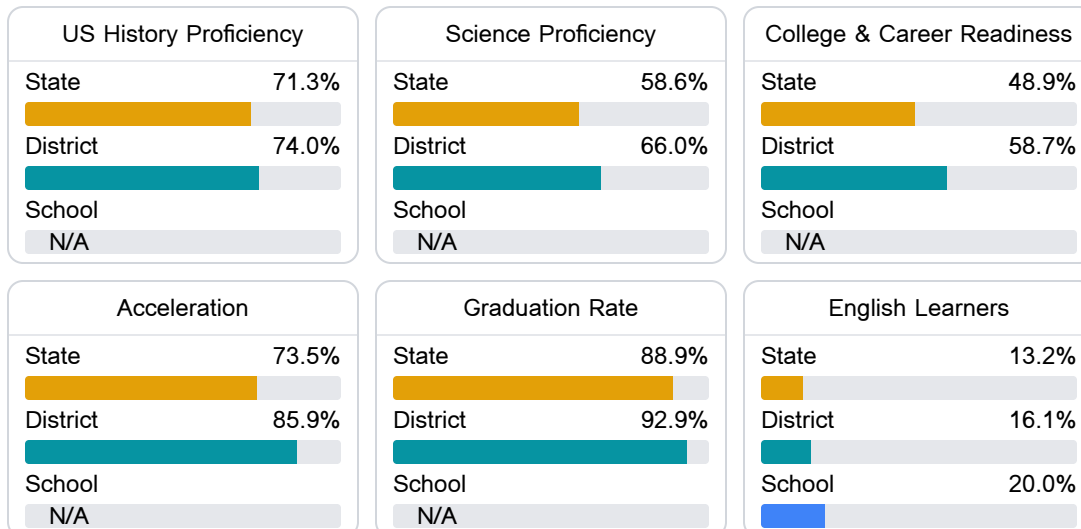 US History Proficiency
State 71.3%
District 74.0%
School
N/A
Science Proficiency
State 58.6%
District 66.0%
School
N/A
College & Career Readiness
State 48.9%
District 58.7%
School
N/A
Acceleration
State 73.5%
District 85.9%
School
N/A
Graduation Rate
State 88.9%
District 92.9%
School
N/A
English Learners
State 13.2%
District 16.1%
School 20.0%